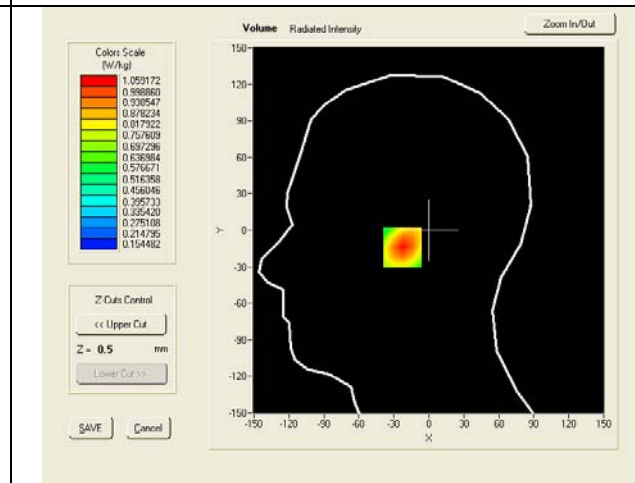 Volume Radiated Intensity
Zoom In/Out
Colors Scale
(W/kg)
1.059172
0.998860
0.938547
0.878234
0.817922
0.757609
0.697296
0.636984
0.576671
0.516358
0.456046
0.395733
0.335420
0.275108
0.214795
0.154482
Z-Cuts Control
<< Upper Cut
Z = 0.5 mm
Lower Cut >>
SAVE Cancel
150
120
90
60
30
Y 0
-30
-60
-90
-120
-150
-150 -120 -90 -60 -30 0 30 60 90 120 150
X